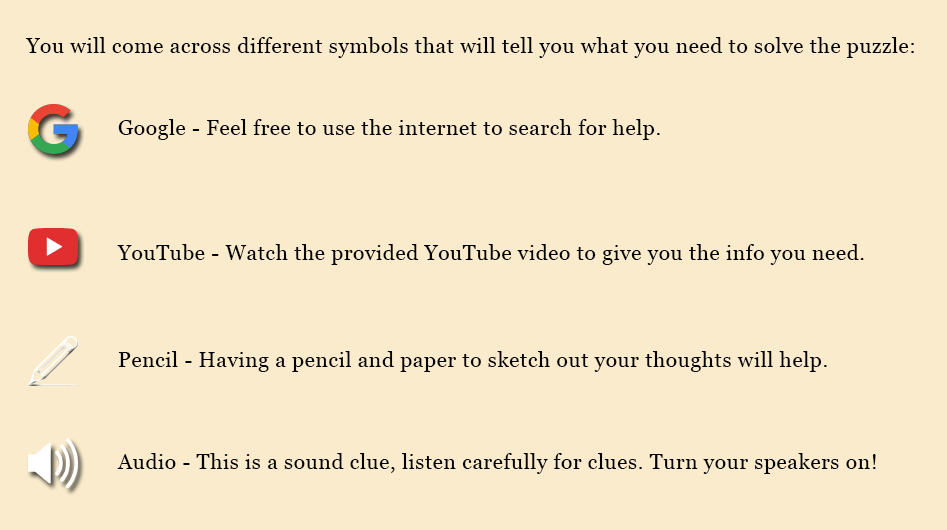 You will come across different symbols that will tell you what you need to solve the puzzle:
Google - Feel free to use the internet to search for help.
YouTube - Watch the provided YouTube video to give you the info you need.
Pencil - Having a pencil and paper to sketch out your thoughts will help.
Audio - This is a sound clue, listen carefully for clues. Turn your speakers on!